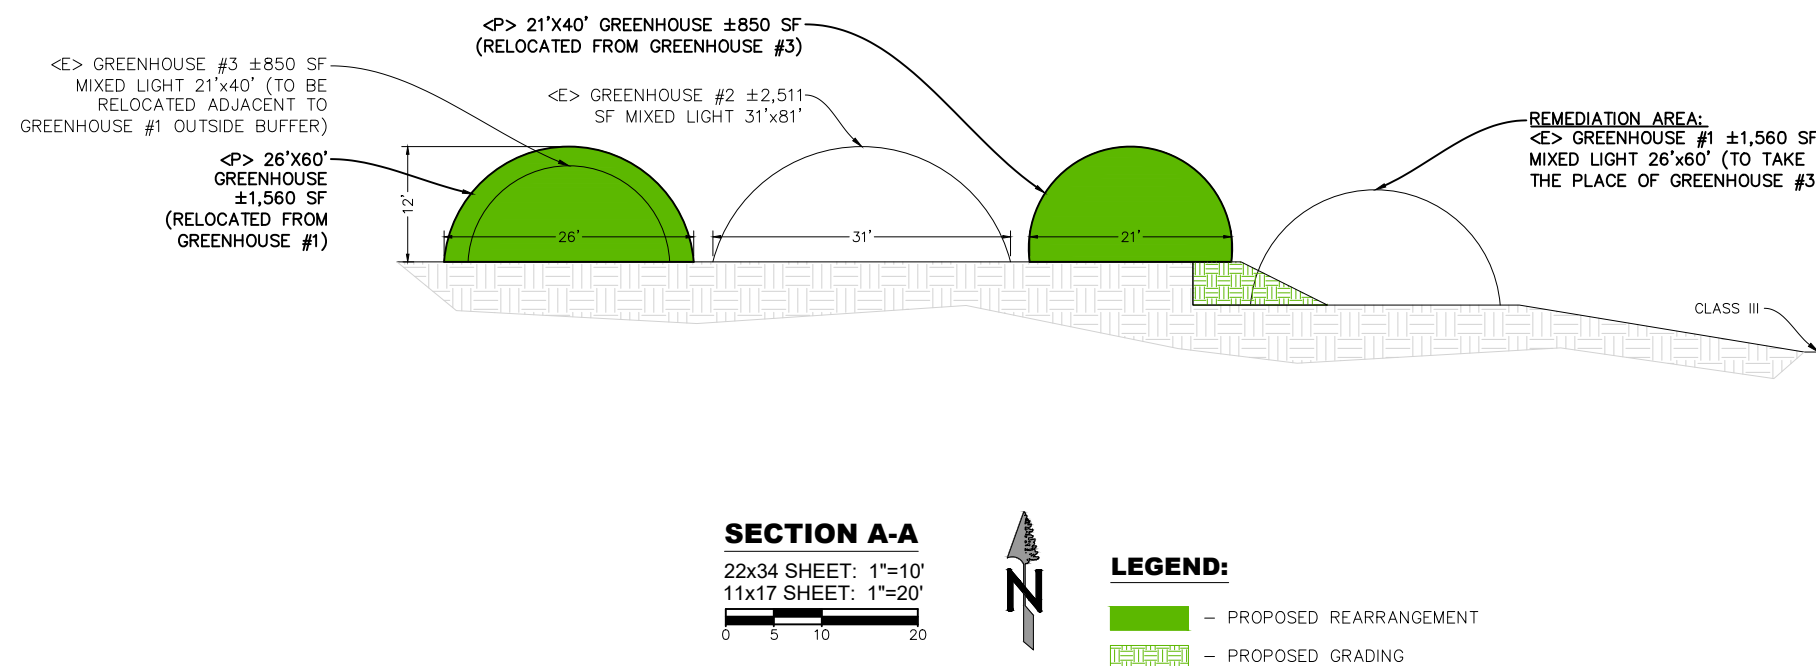 <P> 21'X40' GREENHOUSE ±850 SF
(RELOCATED FROM GREENHOUSE #3)
<E> GREENHOUSE #3 ±850 SF
MIXED LIGHT 21'x40' (TO BE
RELOCATED ADJACENT TO
GREENHOUSE #1 OUTSIDE BUFFER)
<E> GREENHOUSE #2 ±2,511
SF MIXED LIGHT 31'x81'
REMEDIATION AREA:
<E> GREENHOUSE #1 ±1,560 SF
MIXED LIGHT 26'x60' (TO TAKE
THE PLACE OF GREENHOUSE #3
<P> 26'X60'
GREENHOUSE
±1,560 SF
(RELOCATED FROM
GREENHOUSE #1)
12'
26'
31'
21'
CLASS III
SECTION A-A
22x34 SHEET: 1"=10'
11x17 SHEET: 1"=20'
0 5 10 20
N
LEGEND:
– PROPOSED REARRANGEMENT
– PROPOSED GRADING